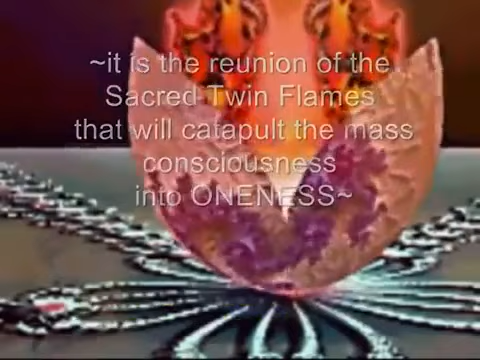 ~it is the reunion of the
Sacred Twin Flames
that will catapult the mass
consciousness
into ONENESS~